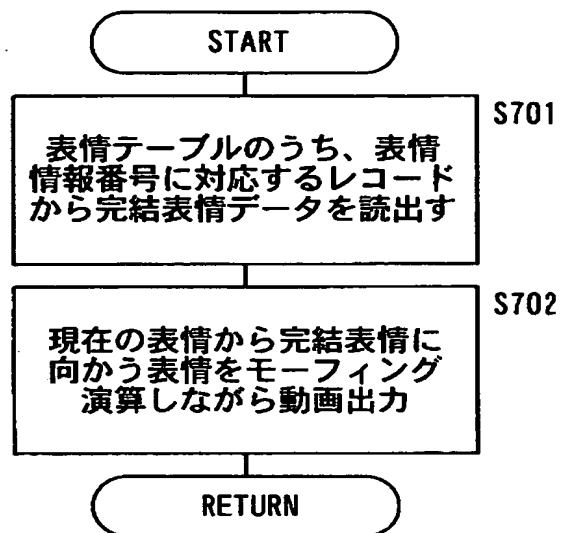 START
S701
表情テーブルのうち、表情
情報番号に対応するレコード
から完結表情データを読出す
S702
現在の表情から完結表情に
向かう表情をモーフィング
演算しながら動画出力
RETURN